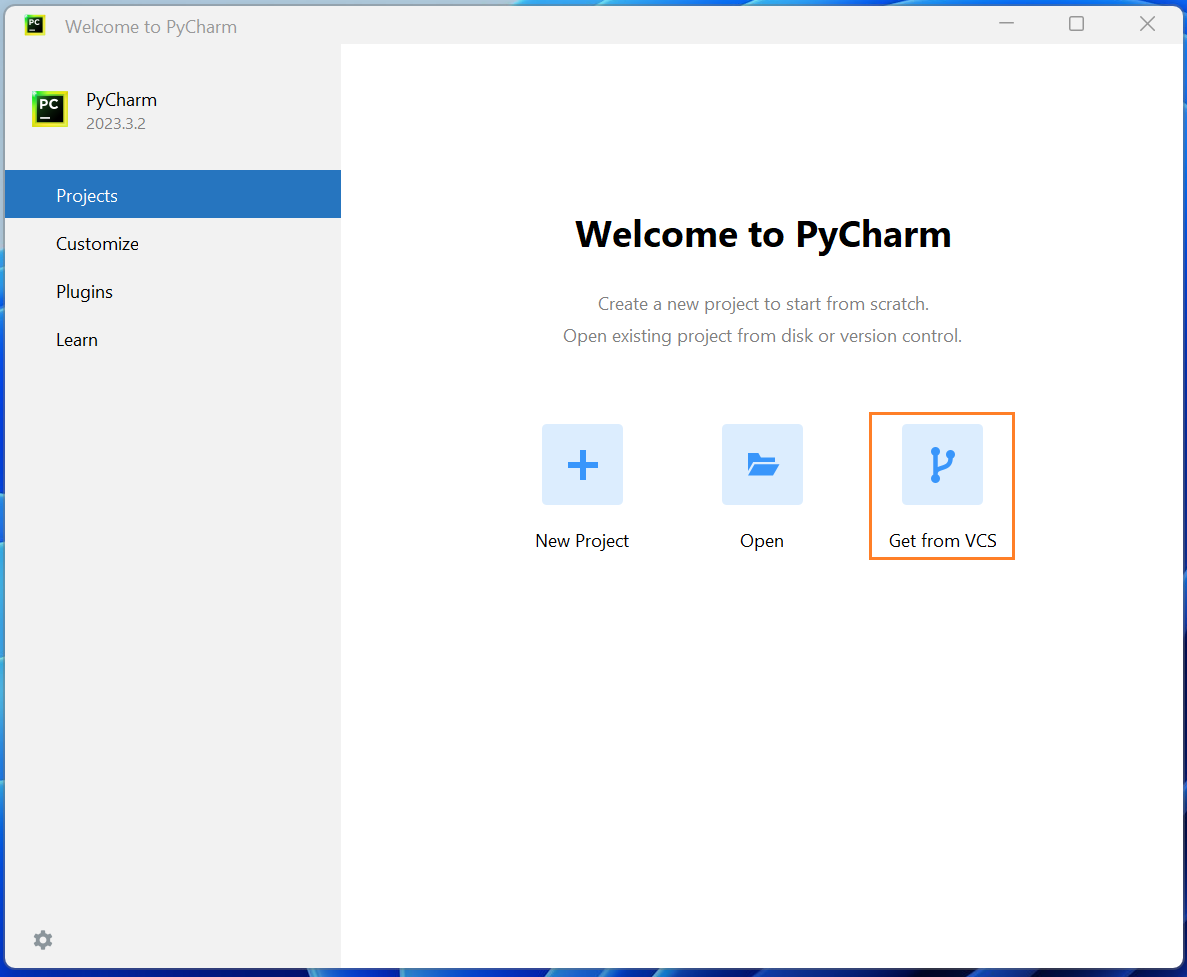 PC
Welcome to PyCharm
PC
PyCharm
2023.3.2
Projects
Customize
Plugins
Learn
Welcome to PyCharm
Create a new project to start from scratch.
Open existing project from disk or version control.
New Project
Open
Get from VCS